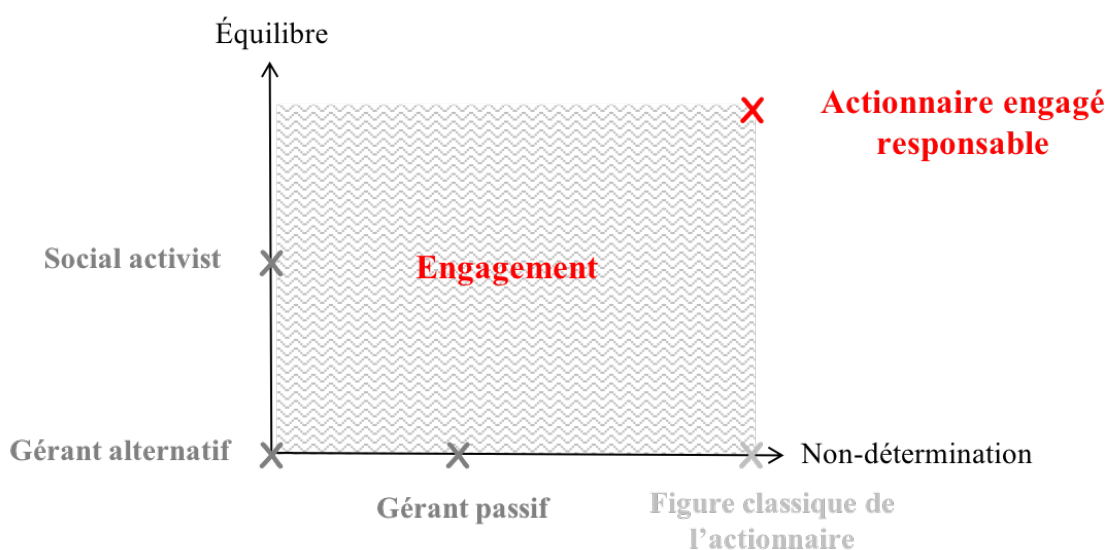 Équilibre
Actionnaire engagé
responsable
Social activist
Engagement
Gérant alternatif
Non-détermination
Gérant passif
Figure classique de
l’actionnaire